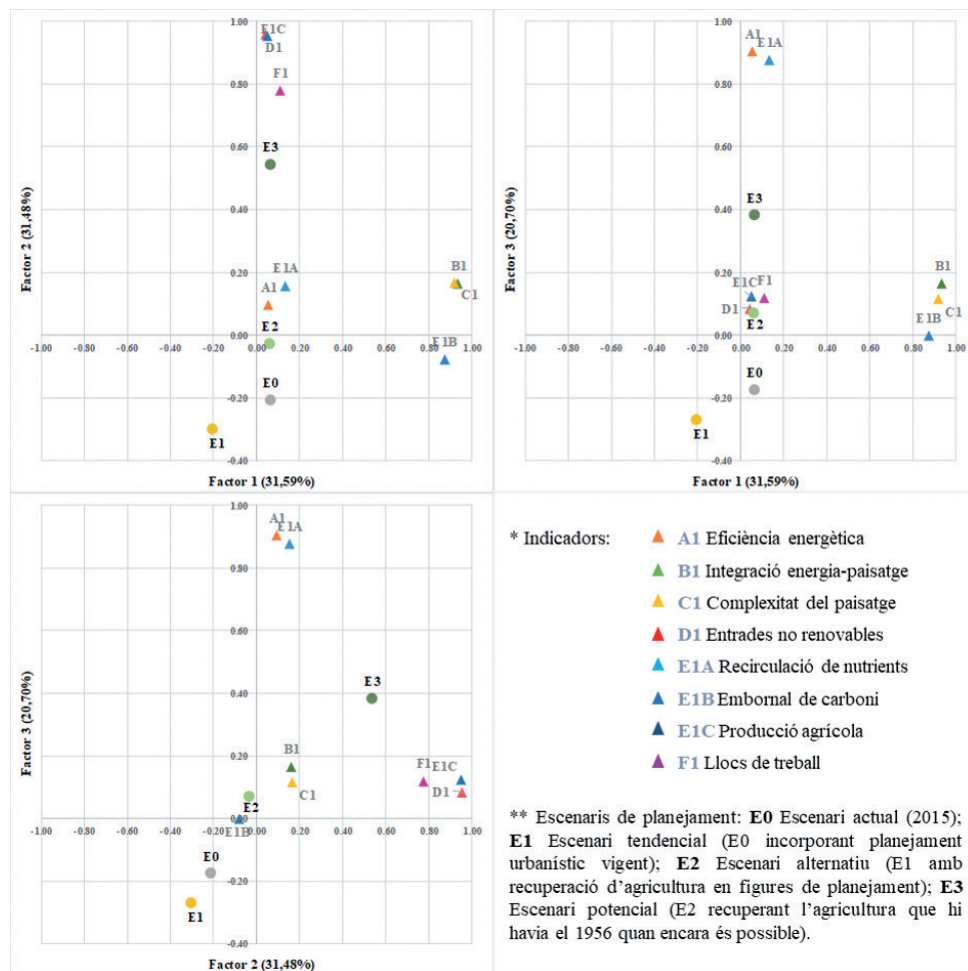 1.00
E1C
D1
F1
0.80
0.60
E3
0.40
0.20
E1A
A1
B1
C1
E2
0.00
-1.00 -0.80 -0.60 -0.40 -0.20 0.00 0.20 0.40 0.60 0.80 1.00
E1B
E0
-0.20
E1
-0.40
Factor 2 (31,48%)
Factor 1 (31,59%)
1.00
A1
E1A
0.80
0.60
E3
0.40
0.20
E1C
F1
D1
E2
B1
C1
E1B
0.00
-1.00 -0.80 -0.60 -0.40 -0.20 0.00 0.20 0.40 0.60 0.80 1.00
E0
-0.20
E1
-0.40
Factor 3 (20,70%)
Factor 1 (31,59%)
1.00
A1
E1A
0.80
0.60
E3
0.40
0.20
B1
C1
F1
E1C
D1
E2
0.00
-1.00 -0.80 -0.60 -0.40 -0.20 0.00 0.20 0.40 0.60 0.80 1.00
E1B
E0
-0.20
E1
-0.40
Factor 3 (20,70%)
Factor 2 (31,48%)
* Indicadors:
A1 Eficiència energètica
B1 Integració energia-paisatge
C1 Complexitat del paisatge
D1 Entrades no renovables
E1A Recirculació de nutrients
E1B Embornal de carboni
E1C Producció agrícola
F1 Llocs de treball
** Escenaris de planejament: E0 Escenari actual (2015);
E1 Escenari tendencial (E0 incorporant planejament
urbanístic vigent); E2 Escenari alternatiu (E1 amb
recuperació d'agricultura en figures de planejament); E3
Escenari potencial (E2 recuperant l'agricultura que hi
havia el 1956 quan encara és possible).